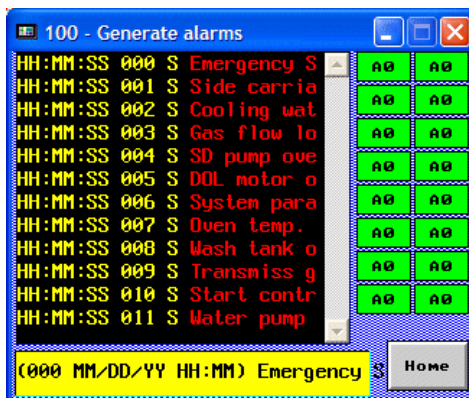 100 - Generate alarms
HH:MM:SS 000 S Emergency S
HH:MM:SS 001 S Side carria
HH:MM:SS 002 S Cooling wat
HH:MM:SS 003 S Gas flow lo
HH:MM:SS 004 S SD pump ove
HH:MM:SS 005 S DOL motor o
HH:MM:SS 006 S System para
HH:MM:SS 007 S Oven temp.
HH:MM:SS 008 S Wash tank o
HH:MM:SS 009 S Transmiss g
HH:MM:SS 010 S Start contr
HH:MM:SS 011 S Water pump
A0 A0
A0 A0
A0 A0
A0 A0
A0 A0
A0 A0
A0 A0
A0 A0
(000 MM/DD/YY HH:MM) Emergency S
Home